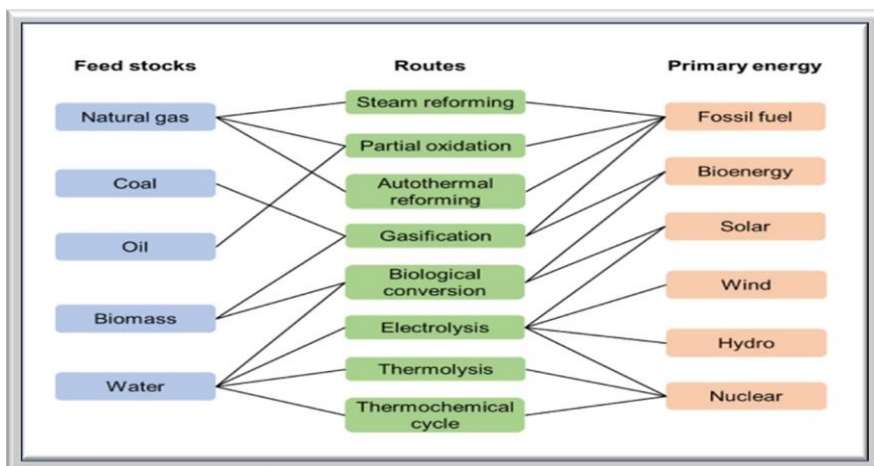 Feed stocks
Routes
Primary energy
Natural gas
Coal
Oil
Biomass
Water
Steam reforming
Partial oxidation
Autothermal
reforming
Gasification
Biological
conversion
Electrolysis
Thermolysis
Thermochemical
cycle
Fossil fuel
Bioenergy
Solar
Wind
Hydro
Nuclear